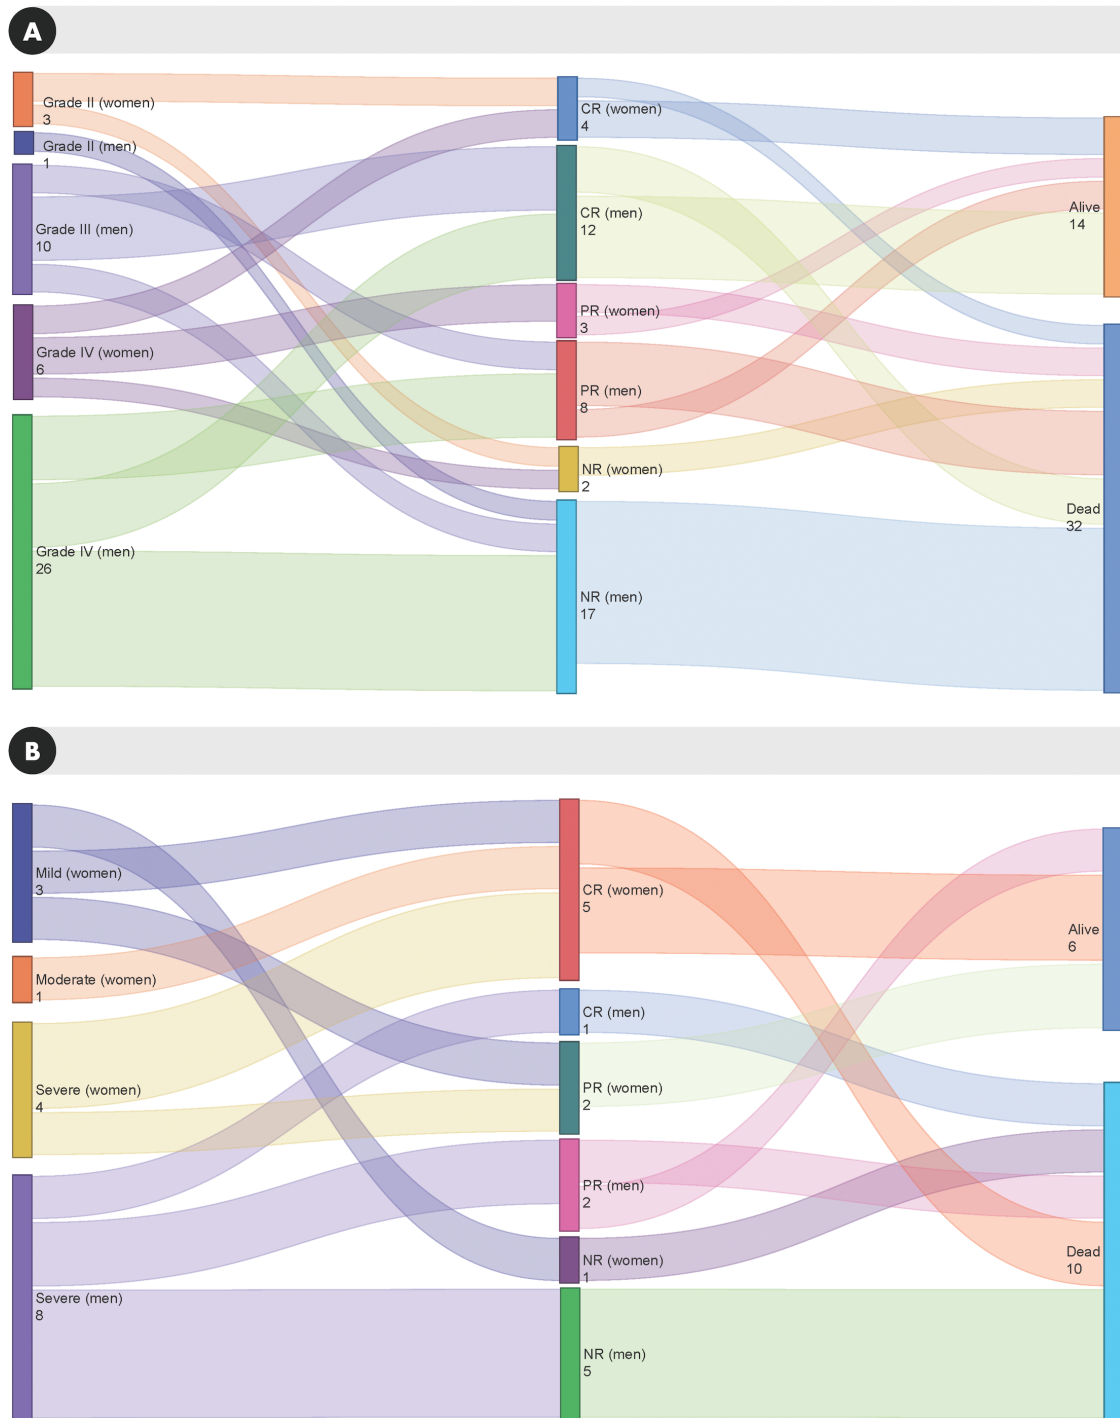 A
Grade II (women)
3
Grade II (men)
1
Grade III (men)
10
Grade IV (women)
6
Grade IV (men)
26
CR (women)
4
CR (men)
12
PR (women)
3
PR (men)
8
NR (women)
2
NR (men)
17
Alive
14
Dead
32
B
Mild (women)
3
Moderate (women)
1
Severe (women)
4
Severe (men)
8
CR (women)
5
CR (men)
1
PR (women)
2
PR (men)
2
NR (women)
1
NR (men)
5
Alive
6
Dead
10